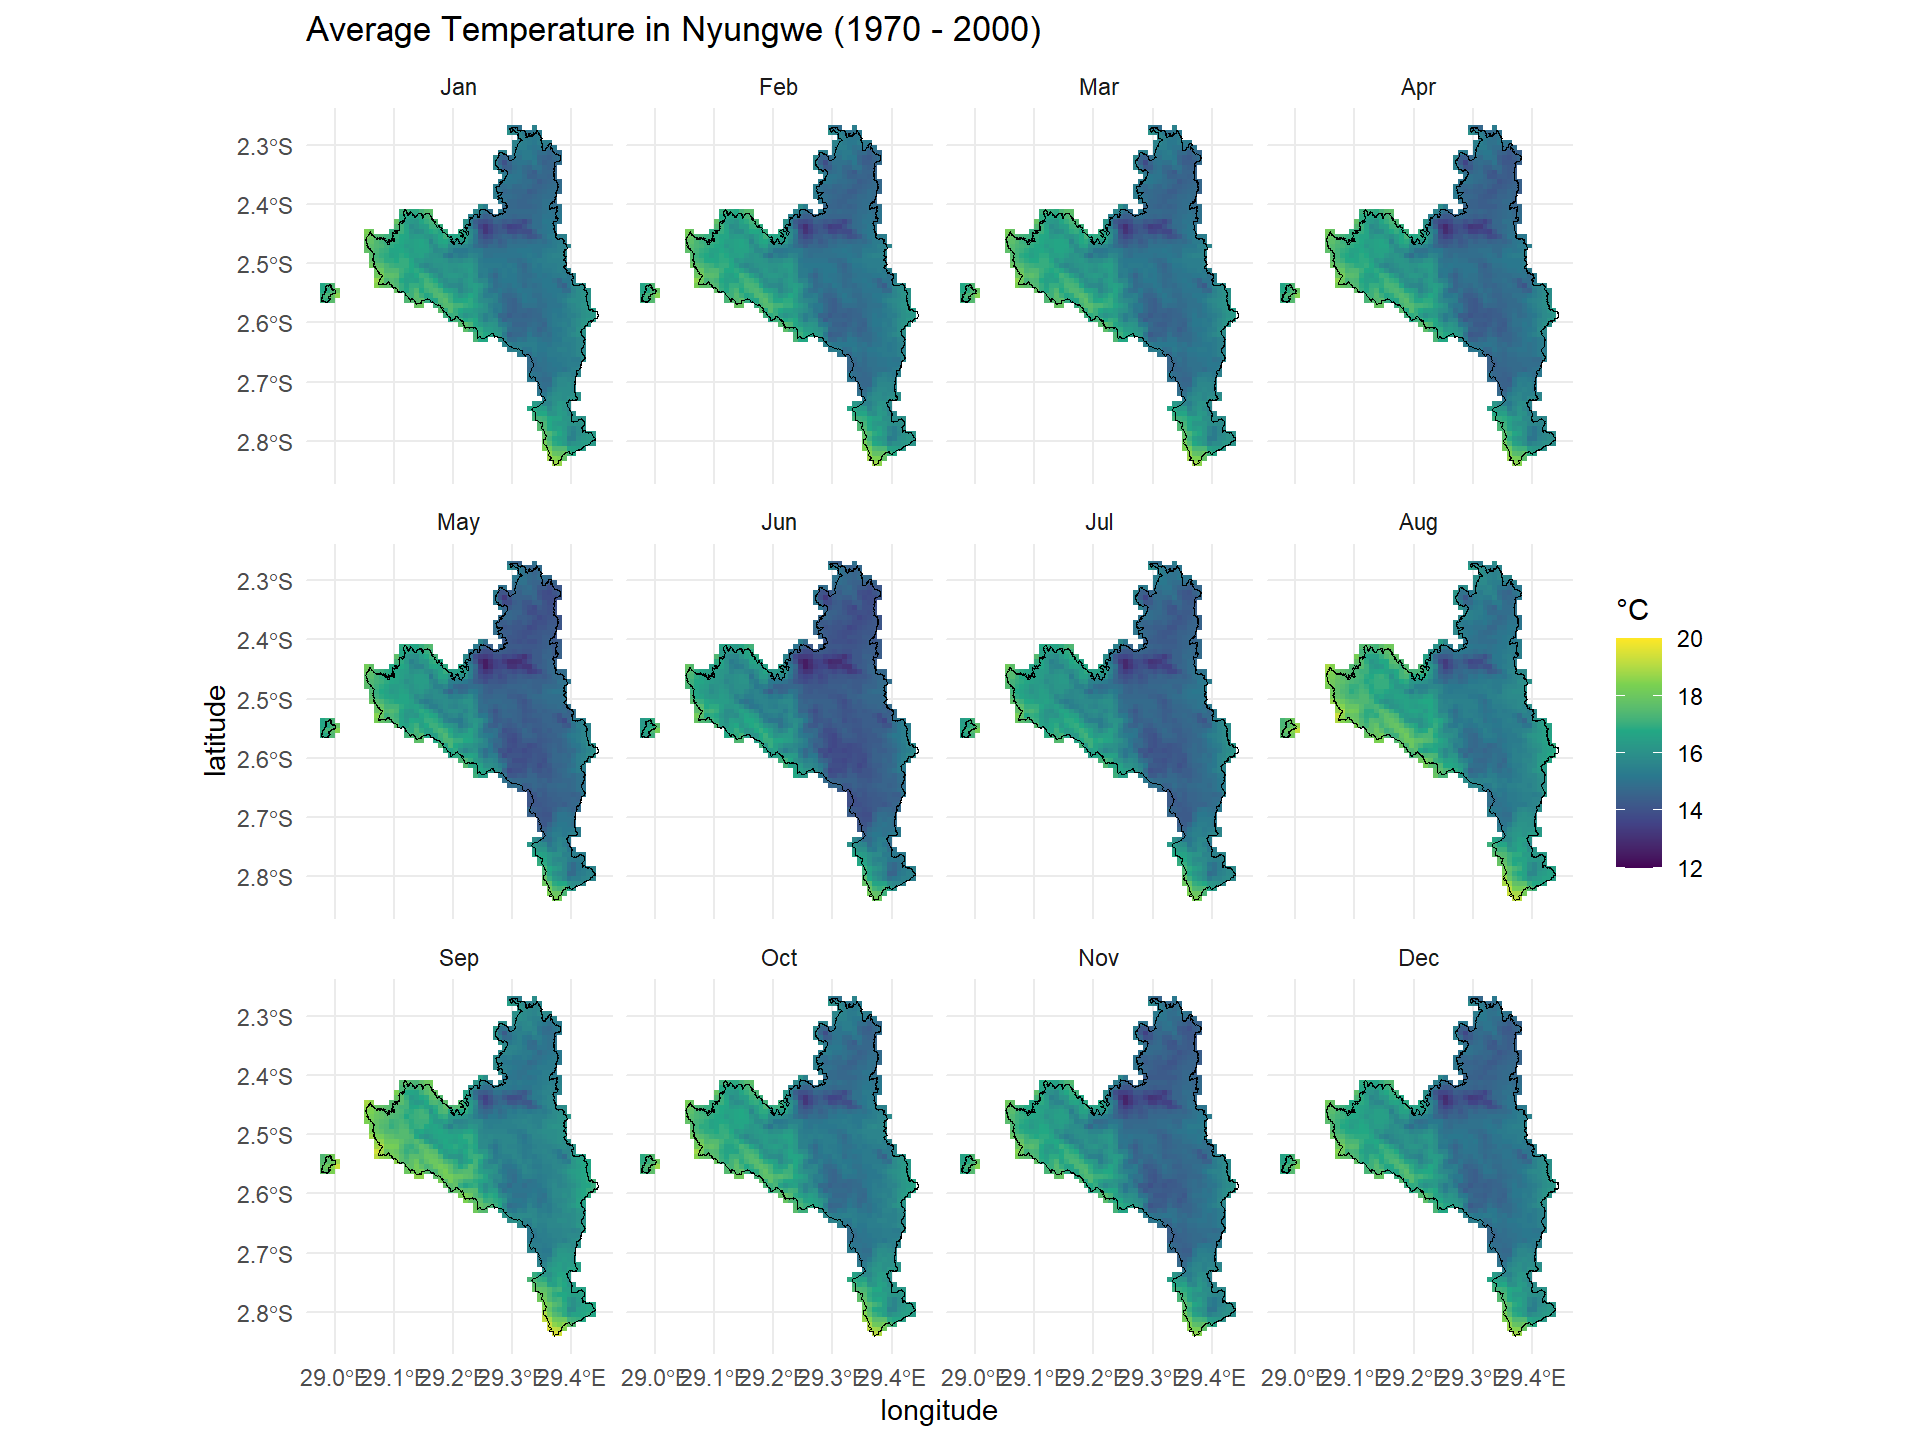 Average Temperature in Nyungwe (1970 - 2000)
Jan Feb Mar Apr
2.3°S
2.4°S
2.5°S
2.6°S
2.7°S
2.8°S
May Jun Jul Aug
2.3°S
2.4°S
2.5°S
2.6°S
2.7°S
2.8°S
latitude
°C
20
18
16
14
12
Sep Oct Nov Dec
2.3°S
2.4°S
2.5°S
2.6°S
2.7°S
2.8°S
29.0°E 29.1°E 29.2°E 29.3°E 29.4°E 29.0°E 29.1°E 29.2°E 29.3°E 29.4°E 29.0°E 29.1°E 29.2°E 29.3°E 29.4°E 29.0°E 29.1°E 29.2°E 29.3°E 29.4°E
longitude